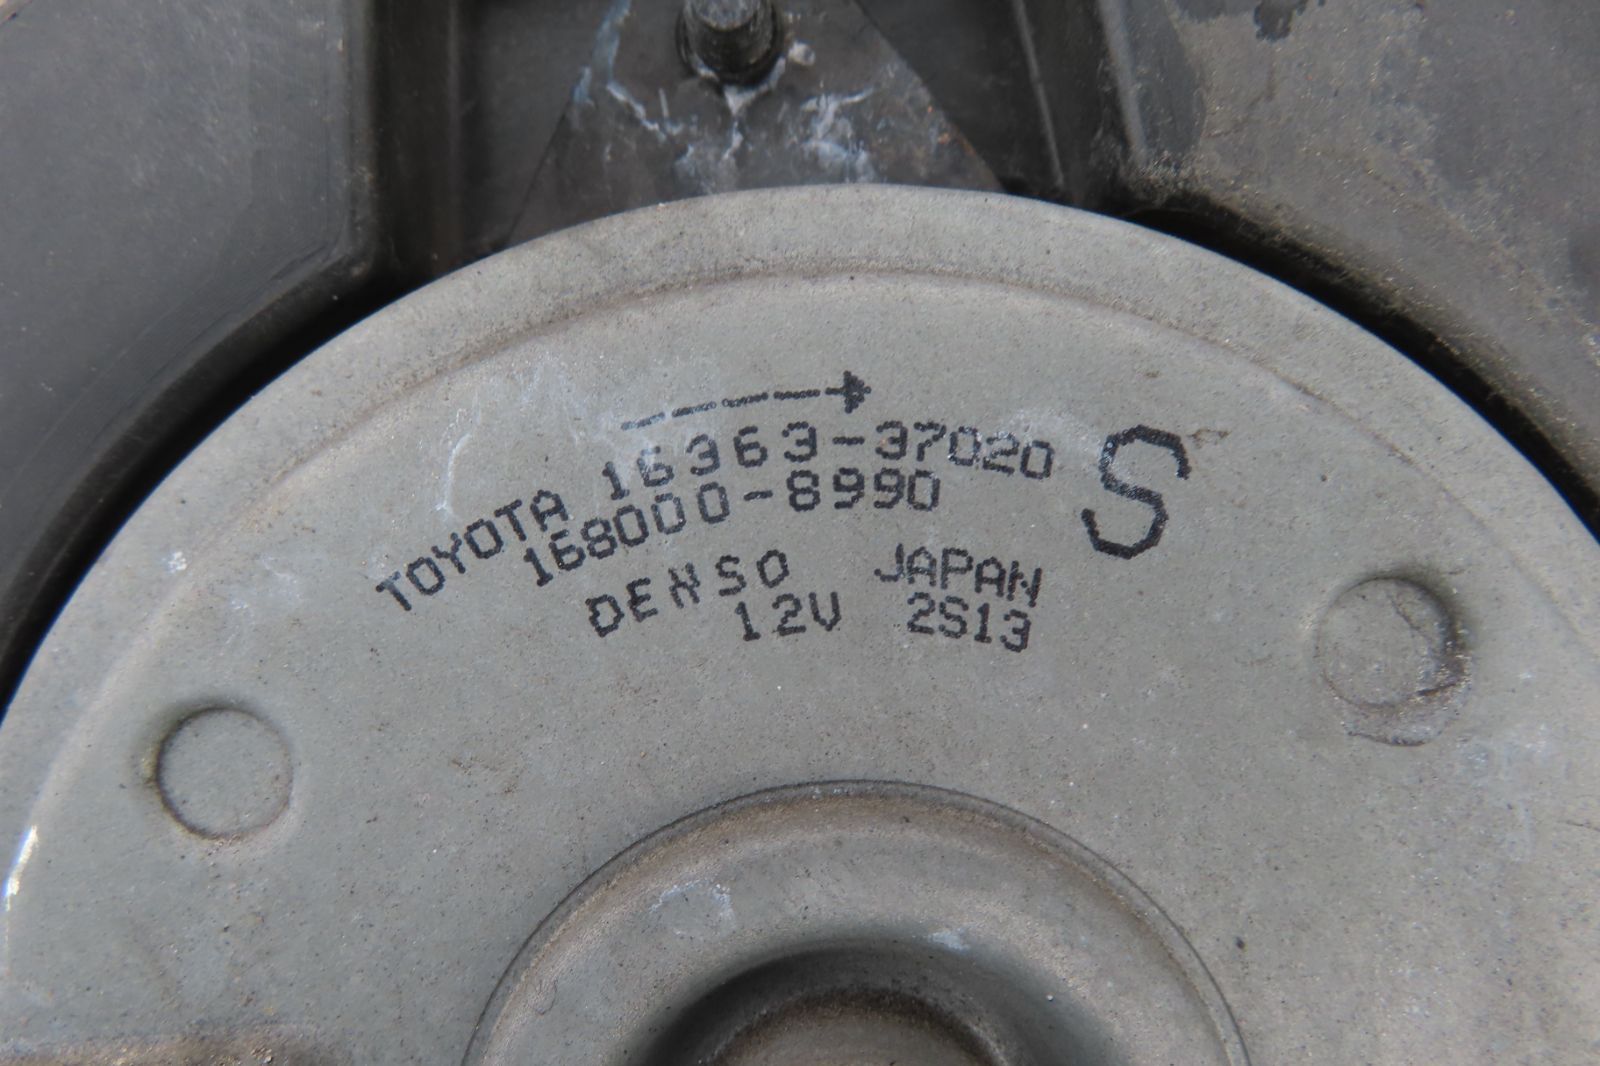 TOYOTA 16363-37020 S
168000-8990
DENSO JAPAN
12V 2S13